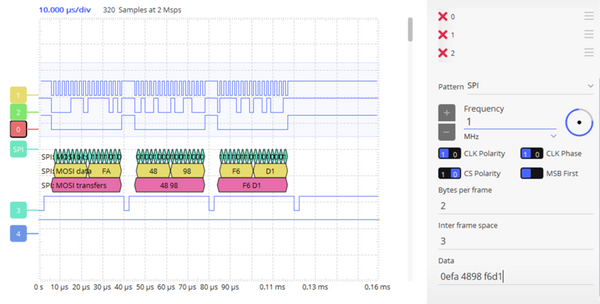 10.000 µs/div 320 Samples at 2 Msps
1
2
0
SPI
SPI: MOSI data FA 48 98 F6 D1
SPI: MOSI transfers 48 98 F6 D1
3
4
0 s 10 µs 20 µs 30 µs 40 µs 50 µs 60 µs 70 µs 80 µs 90 µs 0.11 ms 0.13 ms 0.16 ms
0
1
2
Pattern SPI
Frequency
1
MHz
CLK Polarity 1 0
CLK Phase 1 0
CS Polarity 1 0
MSB First
Bytes per frame
2
Inter frame space
3
Data
0efa 4898 f6d1